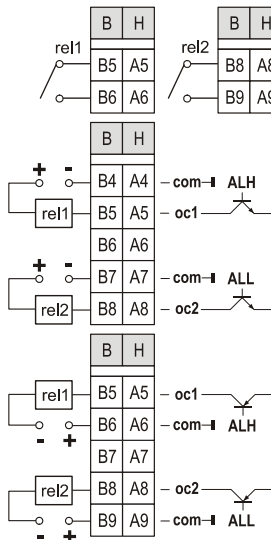 B H B H
rel1 rel2
B5 A5 B8 A8
B6 A6 B9 A9
B H
+ - B4 A4 com ALH
rel1 B5 A5 oc1
B6 A6
+ - B7 A7 com ALL
rel2 B8 A8 oc2
B H
rel1 B5 A5 oc1
- + B6 A6 com ALH
B7 A7
rel2 B8 A8 oc2
- + B9 A9 com ALL